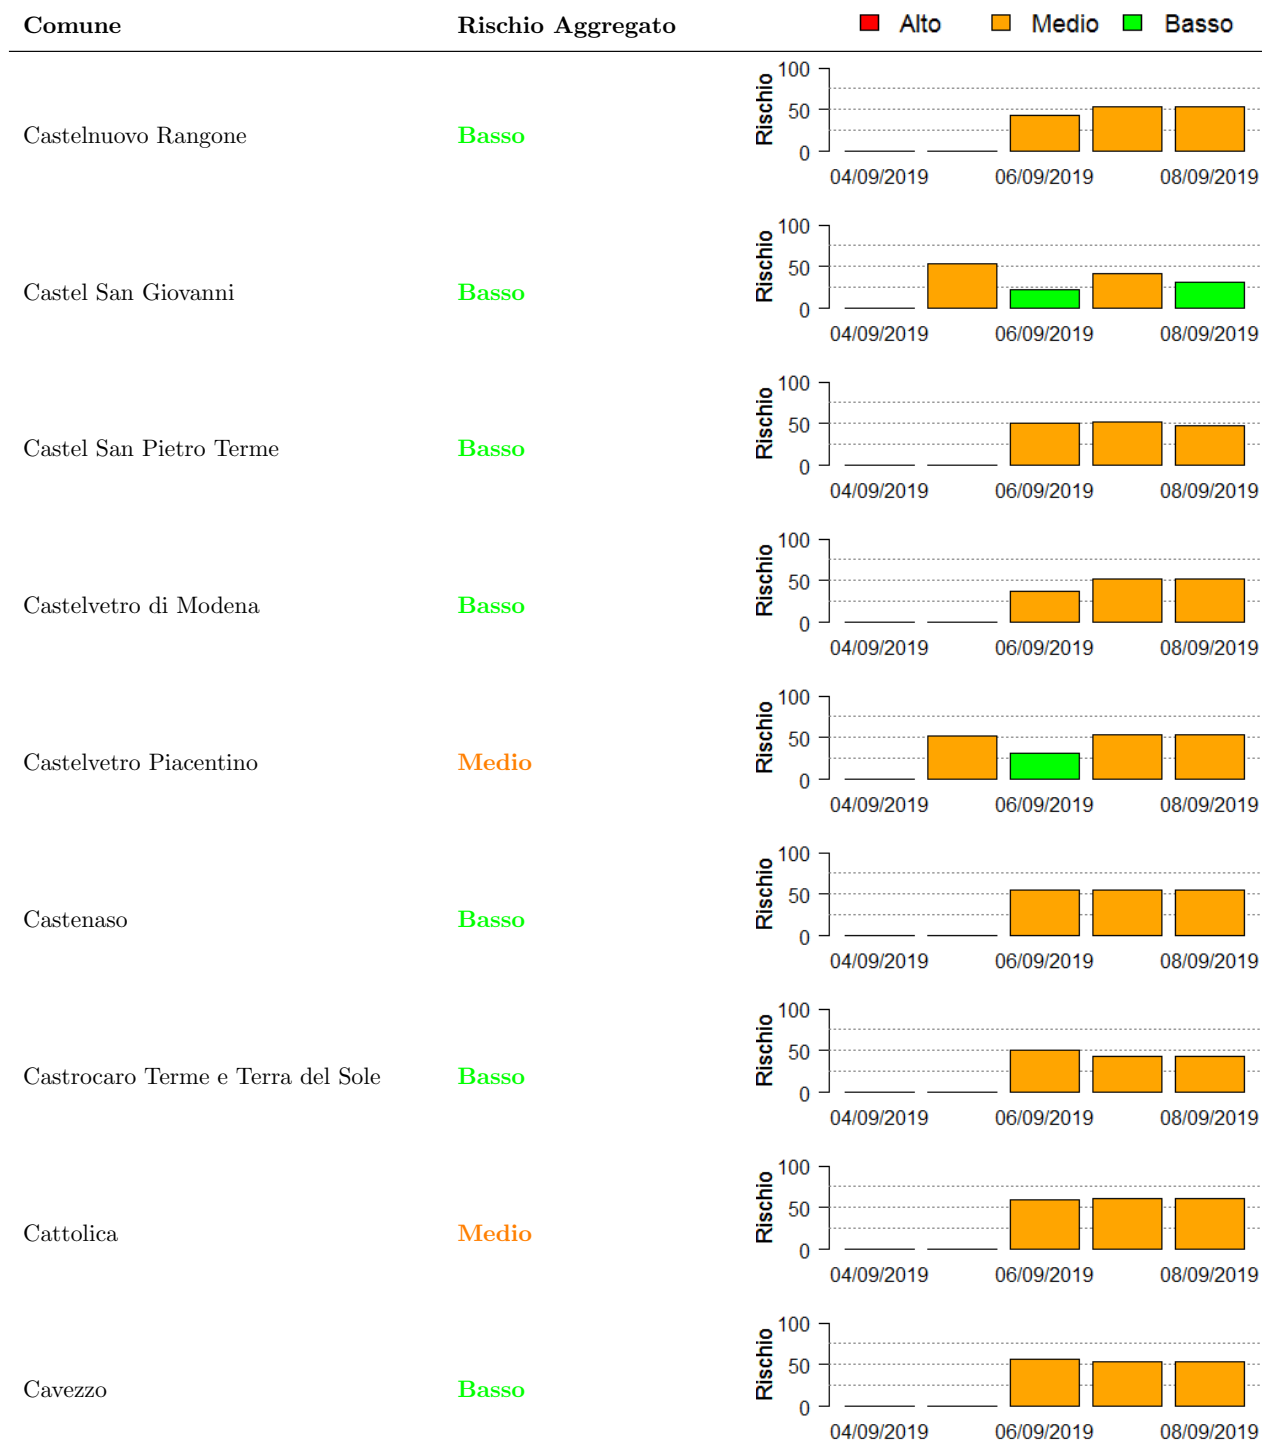 Comune Rischio Aggregato Alto Medio Basso
Castelnuovo Rangone Basso
Rischio
100
50
0
04/09/2019 06/09/2019 08/09/2019
Castel San Giovanni Basso
Rischio
100
50
0
04/09/2019 06/09/2019 08/09/2019
Castel San Pietro Terme Basso
Rischio
100
50
0
04/09/2019 06/09/2019 08/09/2019
Castelvetro di Modena Basso
Rischio
100
50
0
04/09/2019 06/09/2019 08/09/2019
Castelvetro Piacentino Medio
Rischio
100
50
0
04/09/2019 06/09/2019 08/09/2019
Castenaso Basso
Rischio
100
50
0
04/09/2019 06/09/2019 08/09/2019
Castrocaro Terme e Terra del Sole Basso
Rischio
100
50
0
04/09/2019 06/09/2019 08/09/2019
Cattolica Medio
Rischio
100
50
0
04/09/2019 06/09/2019 08/09/2019
Cavezzo Basso
Rischio
100
50
0
04/09/2019 06/09/2019 08/09/2019